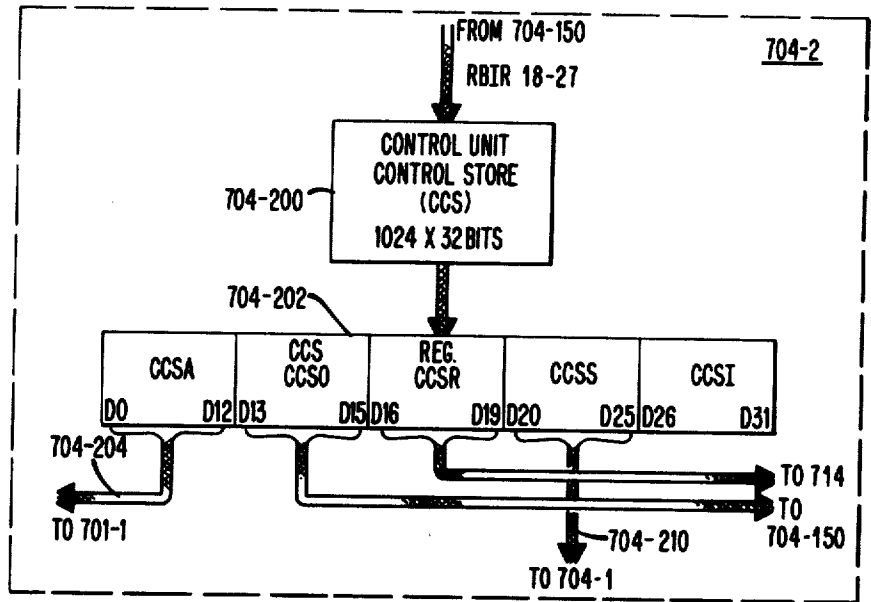 FROM 704-150
704-2
RBIR 18-27
CONTROL UNIT
CONTROL STORE
(CCS)
1024 X 32 BITS
704-200
704-202
CCSA
CCS
CCSO
REG.
CCSR
CCSS
CCSI
D0 D12 D13 D15 D16 D19 D20 D25 D26 D31
704-204
TO 701-1
TO 714
TO
704-150
704-210
TO 704-1